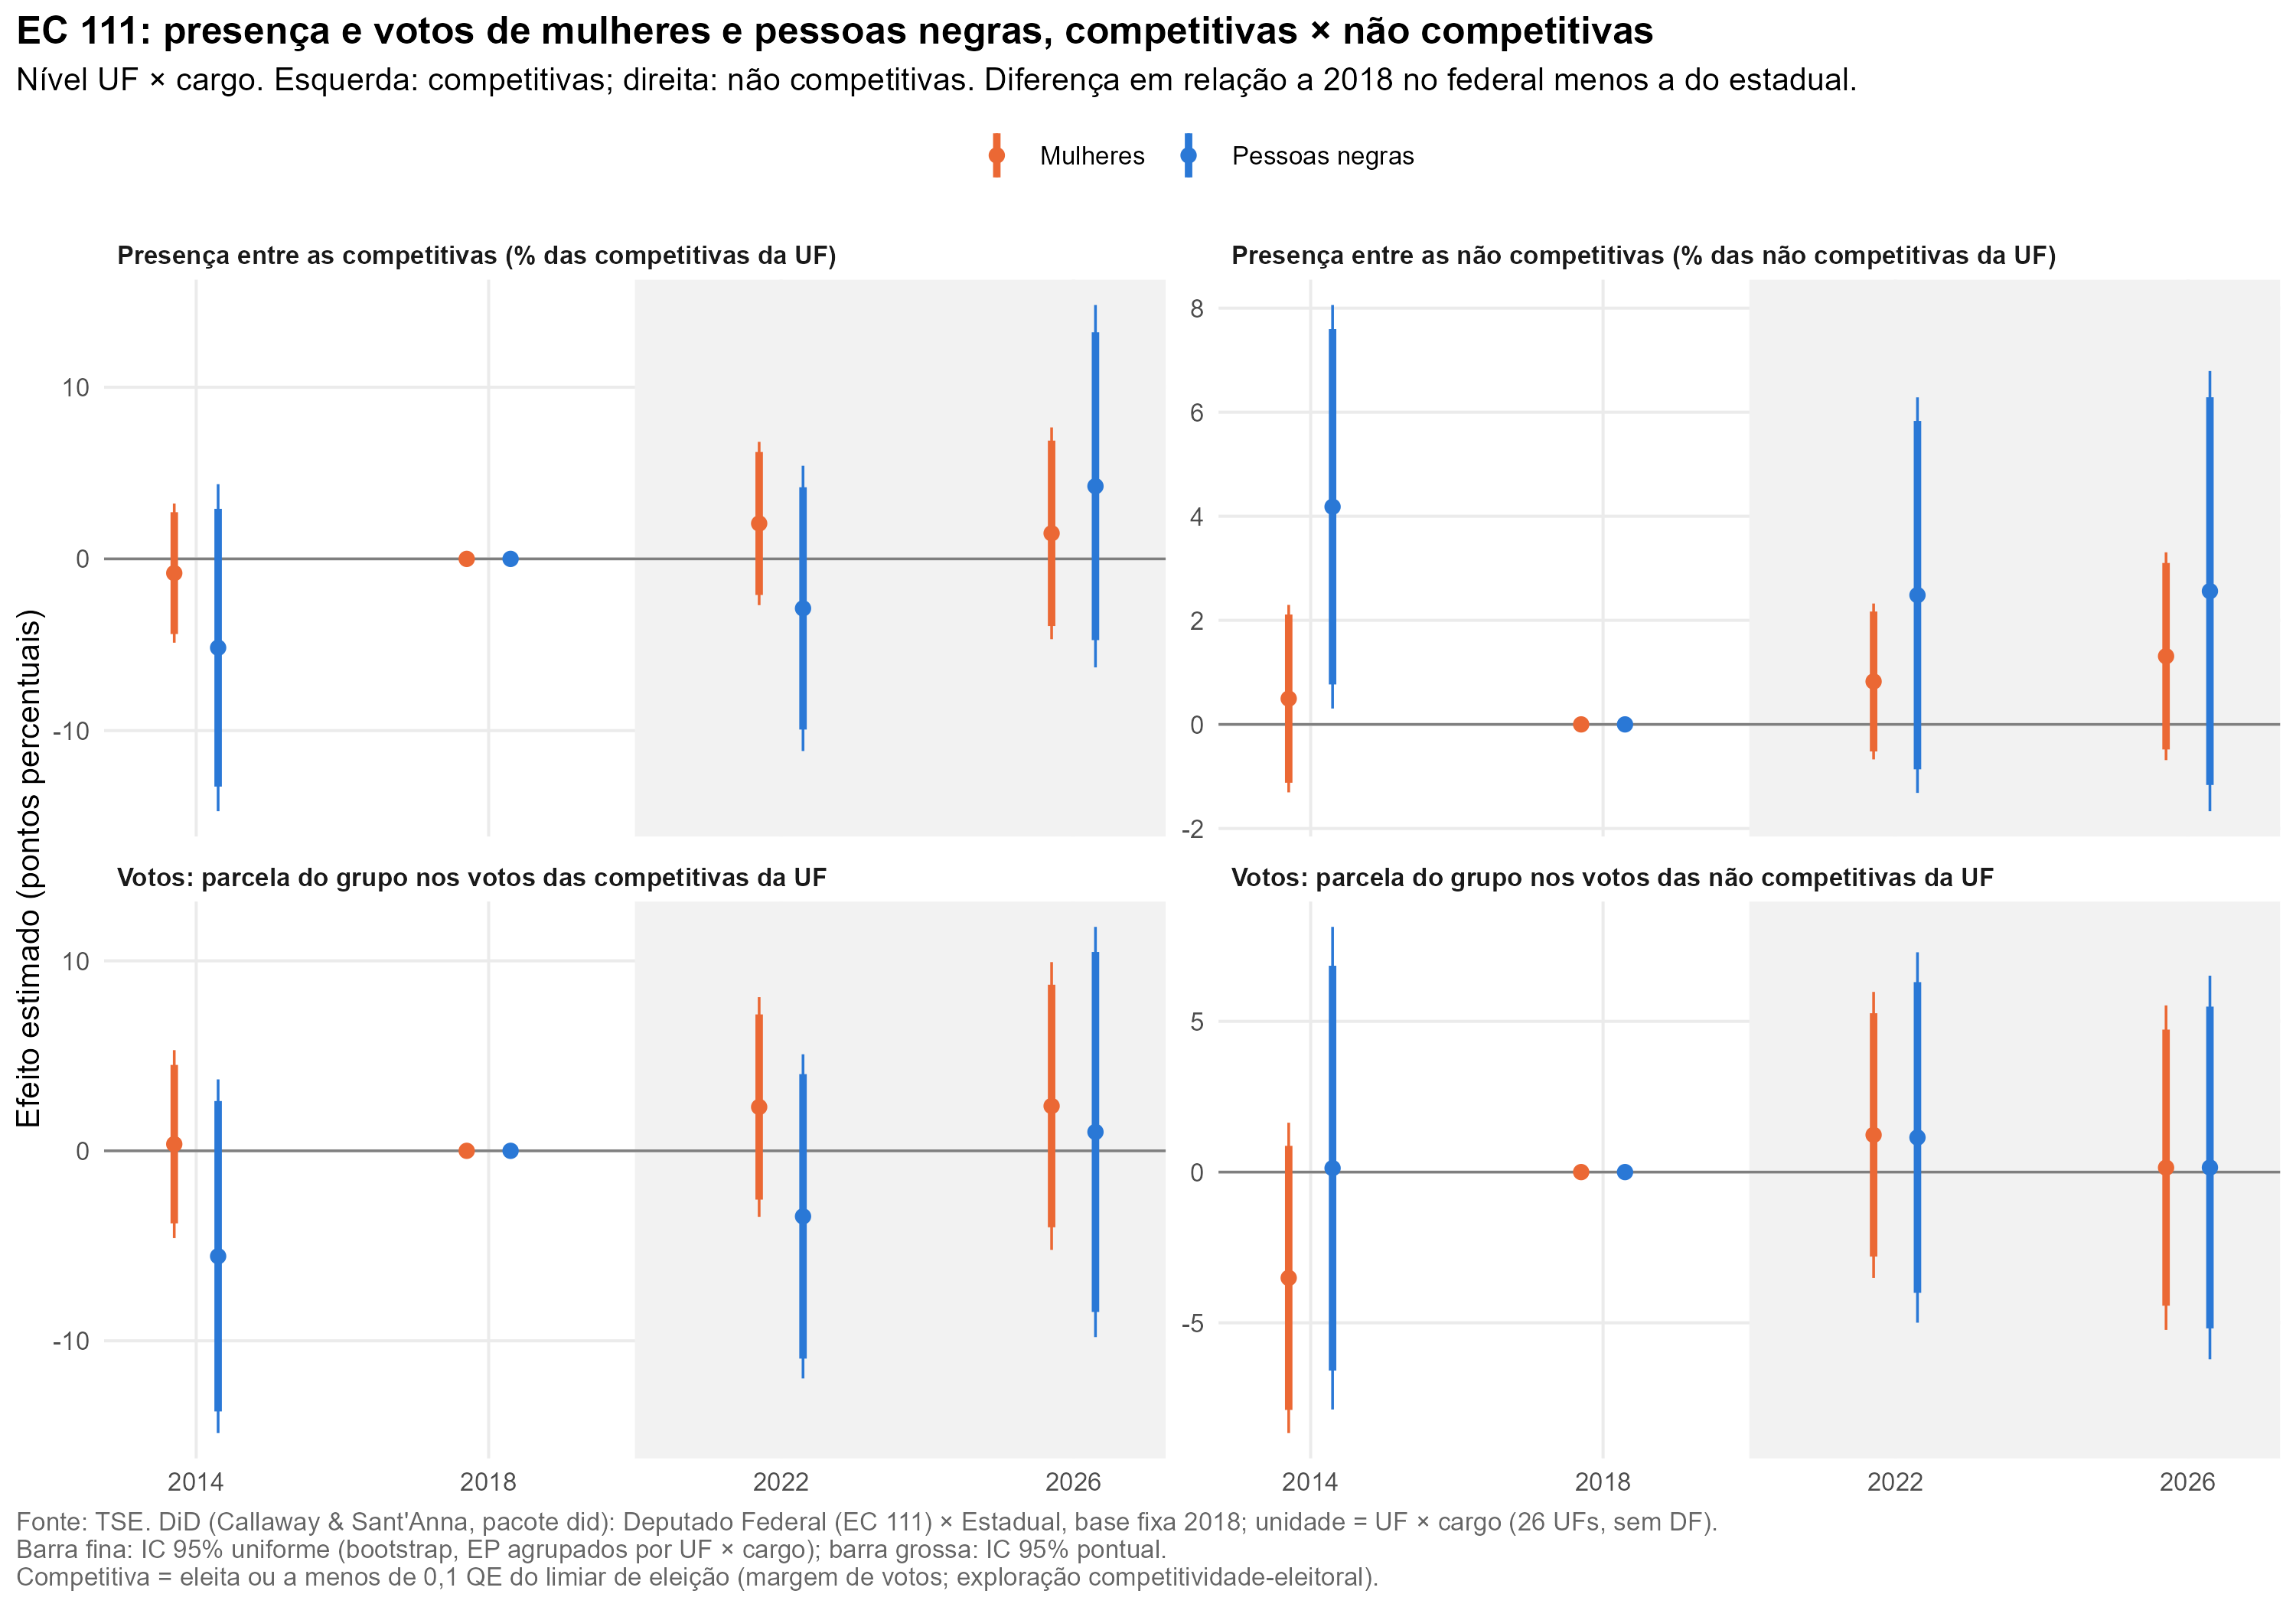 EC 111: presença e votos de mulheres e pessoas negras, competitivas × não competitivas
Nível UF × cargo. Esquerda: competitivas; direita: não competitivas. Diferença em relação a 2018 no federal menos a do estadual.
Mulheres
Pessoas negras
Presença entre as competitivas (% das competitivas da UF)
10
0
-10
Presença entre as não competitivas (% das não competitivas da UF)
8
6
4
2
0
-2
Efeito estimado (pontos percentuais)
Votos: parcela do grupo nos votos das competitivas da UF
10
0
-10
2014
2018
2022
2026
Votos: parcela do grupo nos votos das não competitivas da UF
5
0
-5
2014
2018
2022
2026
Fonte: TSE. DiD (Callaway & Sant'Anna, pacote did): Deputado Federal (EC 111) × Estadual, base fixa 2018; unidade = UF × cargo (26 UFs, sem DF).
Barra fina: IC 95% uniforme (bootstrap, EP agrupados por UF × cargo); barra grossa: IC 95% pontual.
Competitiva = eleita ou a menos de 0,1 QE do limiar de eleição (margem de votos; exploração competitividade-eleitoral).